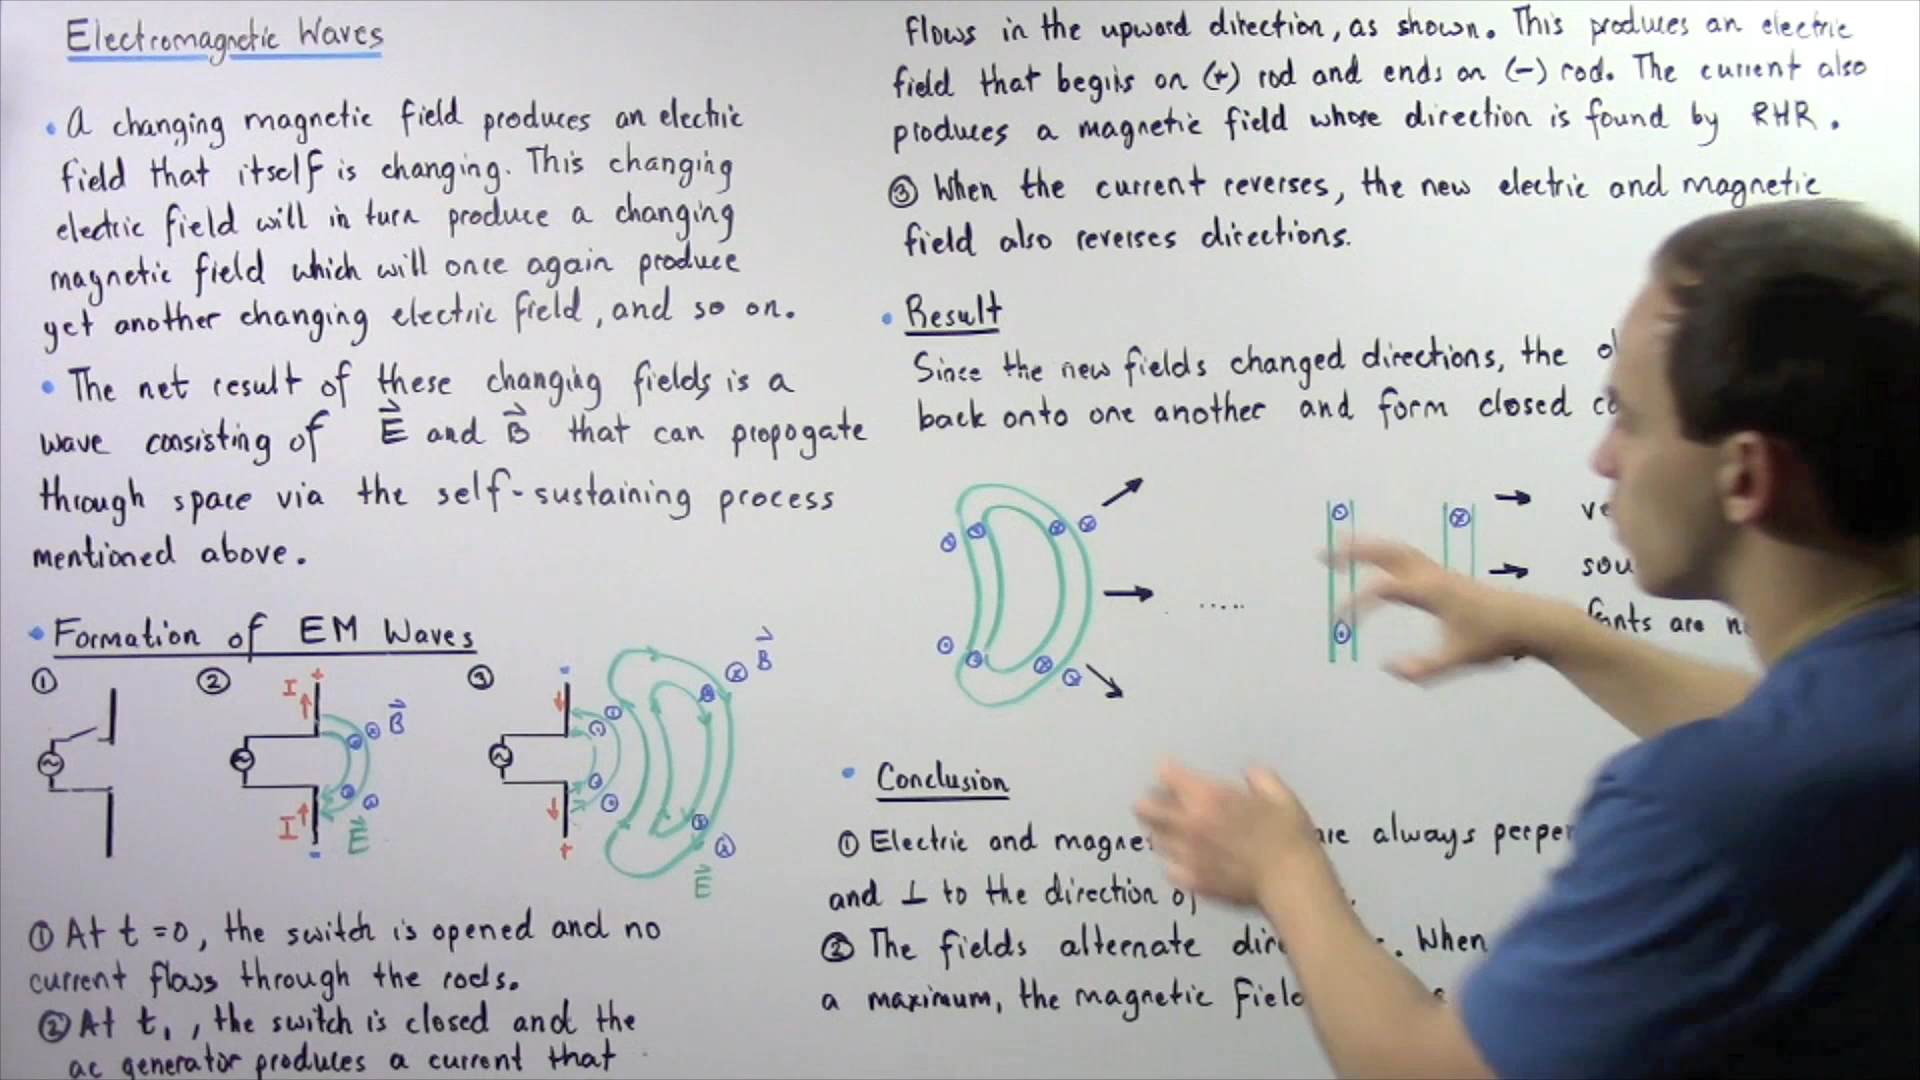 Electromagnetic Waves
• A changing magnetic field produces an electric
field that itself is changing. This changing
electric field will in turn produce a changing
magnetic field which will once again produce
yet another changing electric field, and so on.
• The net result of these changing fields is a
wave consisting of E and B that can propogate
through space via the self-sustaining process
mentioned above.
• Formation of EM Waves
① ② ③
I + B
I - E
- B
+ E
① At t=0, the switch is opened and no
current flows through the rods.
② At t₁, the switch is closed and the
ac generator produces a current that
flows in the upward direction, as shown. This produces an electric
field that begins on (+) rod and ends on (-) rod. The current also
produces a magnetic field whose direction is found by RHR.
③ When the current reverses, the new electric and magnetic
field also reverses directions.
• Result
Since the new fields changed directions, the
back onto one another and form closed
.....
are
• Conclusion
① Electric and always
and ⊥ to the direction
② The fields alternate When
a maximum, the magnetic